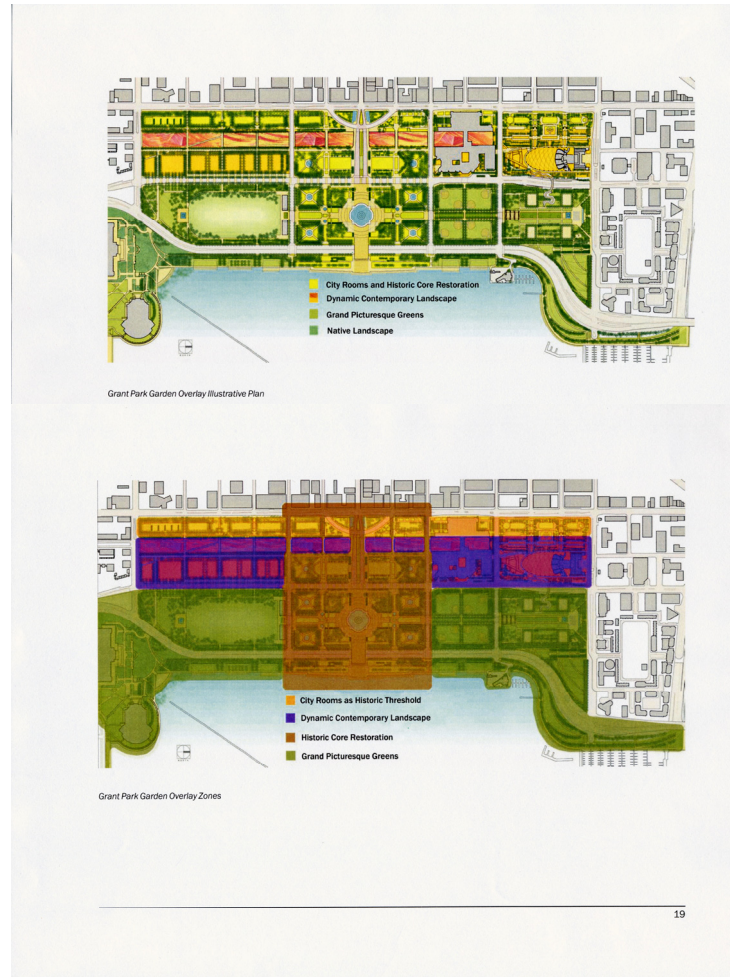 City Rooms and Historic Core Restoration
Dynamic Contemporary Landscape
Grand Picturesque Greens
Native Landscape
Grant Park Garden Overlay Illustrative Plan
City Rooms as Historic Threshold
Dynamic Contemporary Landscape
Historic Core Restoration
Grand Picturesque Greens
Grant Park Garden Overlay Zones
19